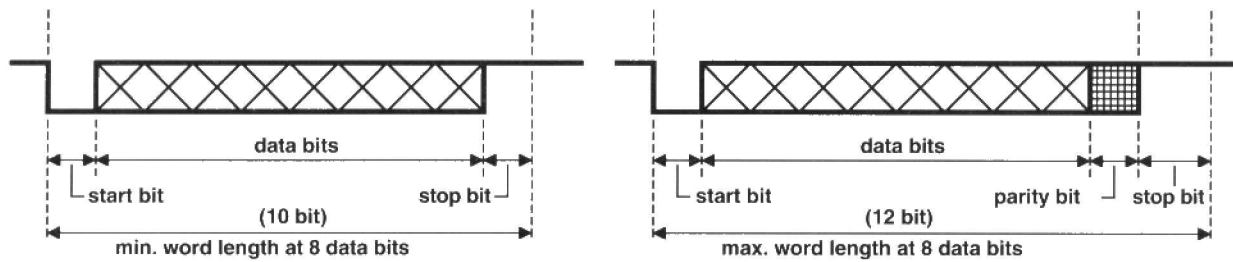 data bits
start bit
stop bit
(10 bit)
min. word length at 8 data bits
data bits
start bit
parity bit
stop bit
(12 bit)
max. word length at 8 data bits